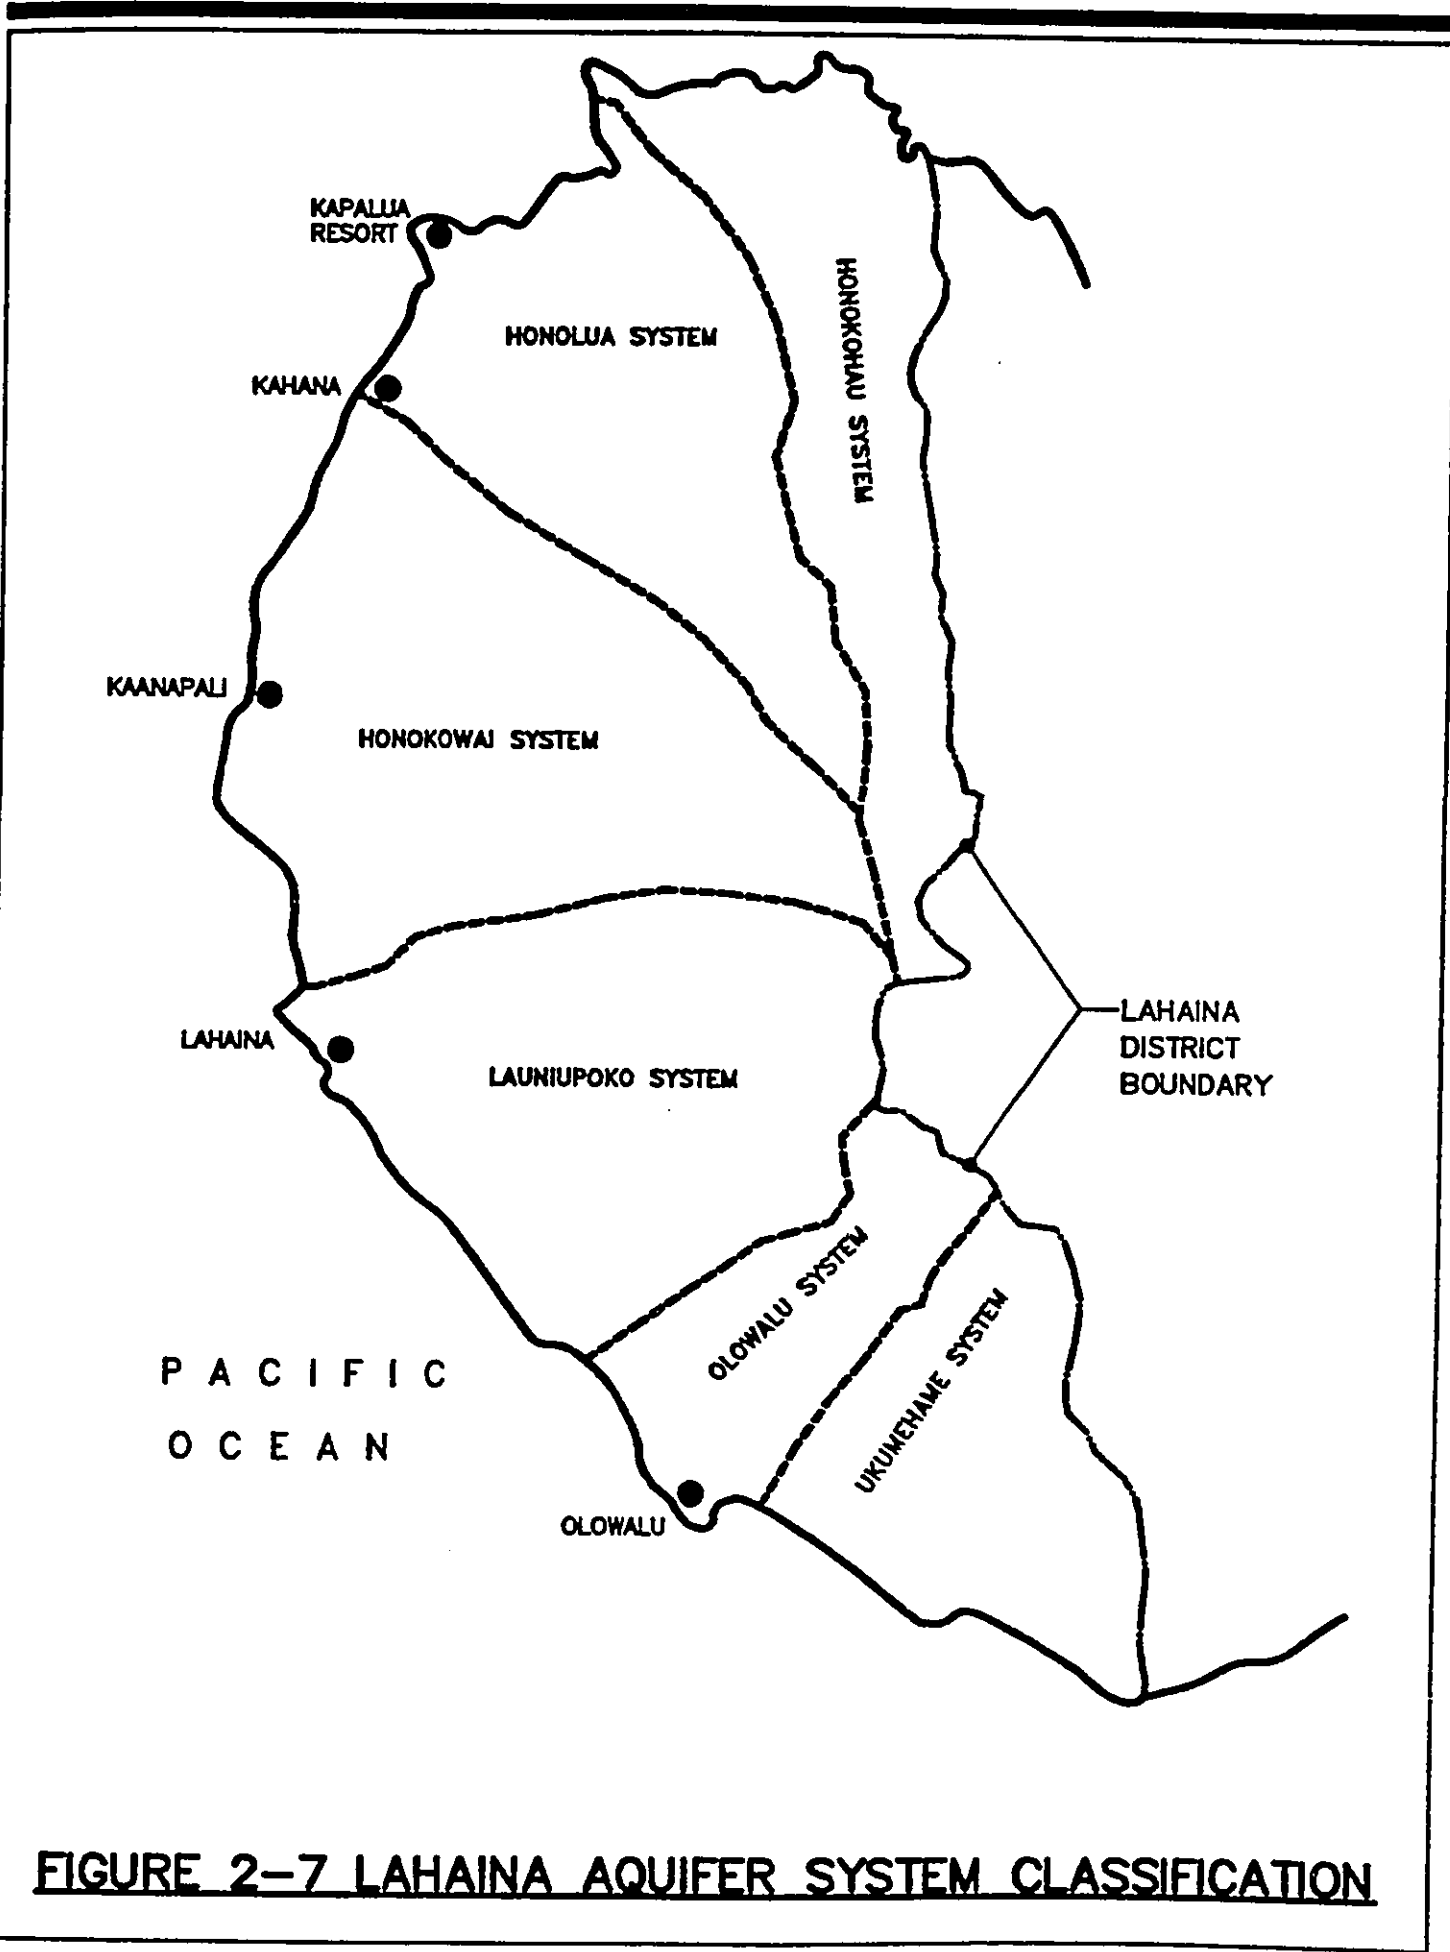 KAPALUA
RESORT
HONOLUA SYSTEM
HONOKOHAU SYSTEM
KAHANA
KAANAPALI
HONOKOWAI SYSTEM
LAHAINA
LAUNIUPOKO SYSTEM
LAHAINA
DISTRICT
BOUNDARY
OLOWALU SYSTEM
UKUMEHAME SYSTEM
PACIFIC
OCEAN
OLOWALU
FIGURE 2-7 LAHAINA AQUIFER SYSTEM CLASSIFICATION